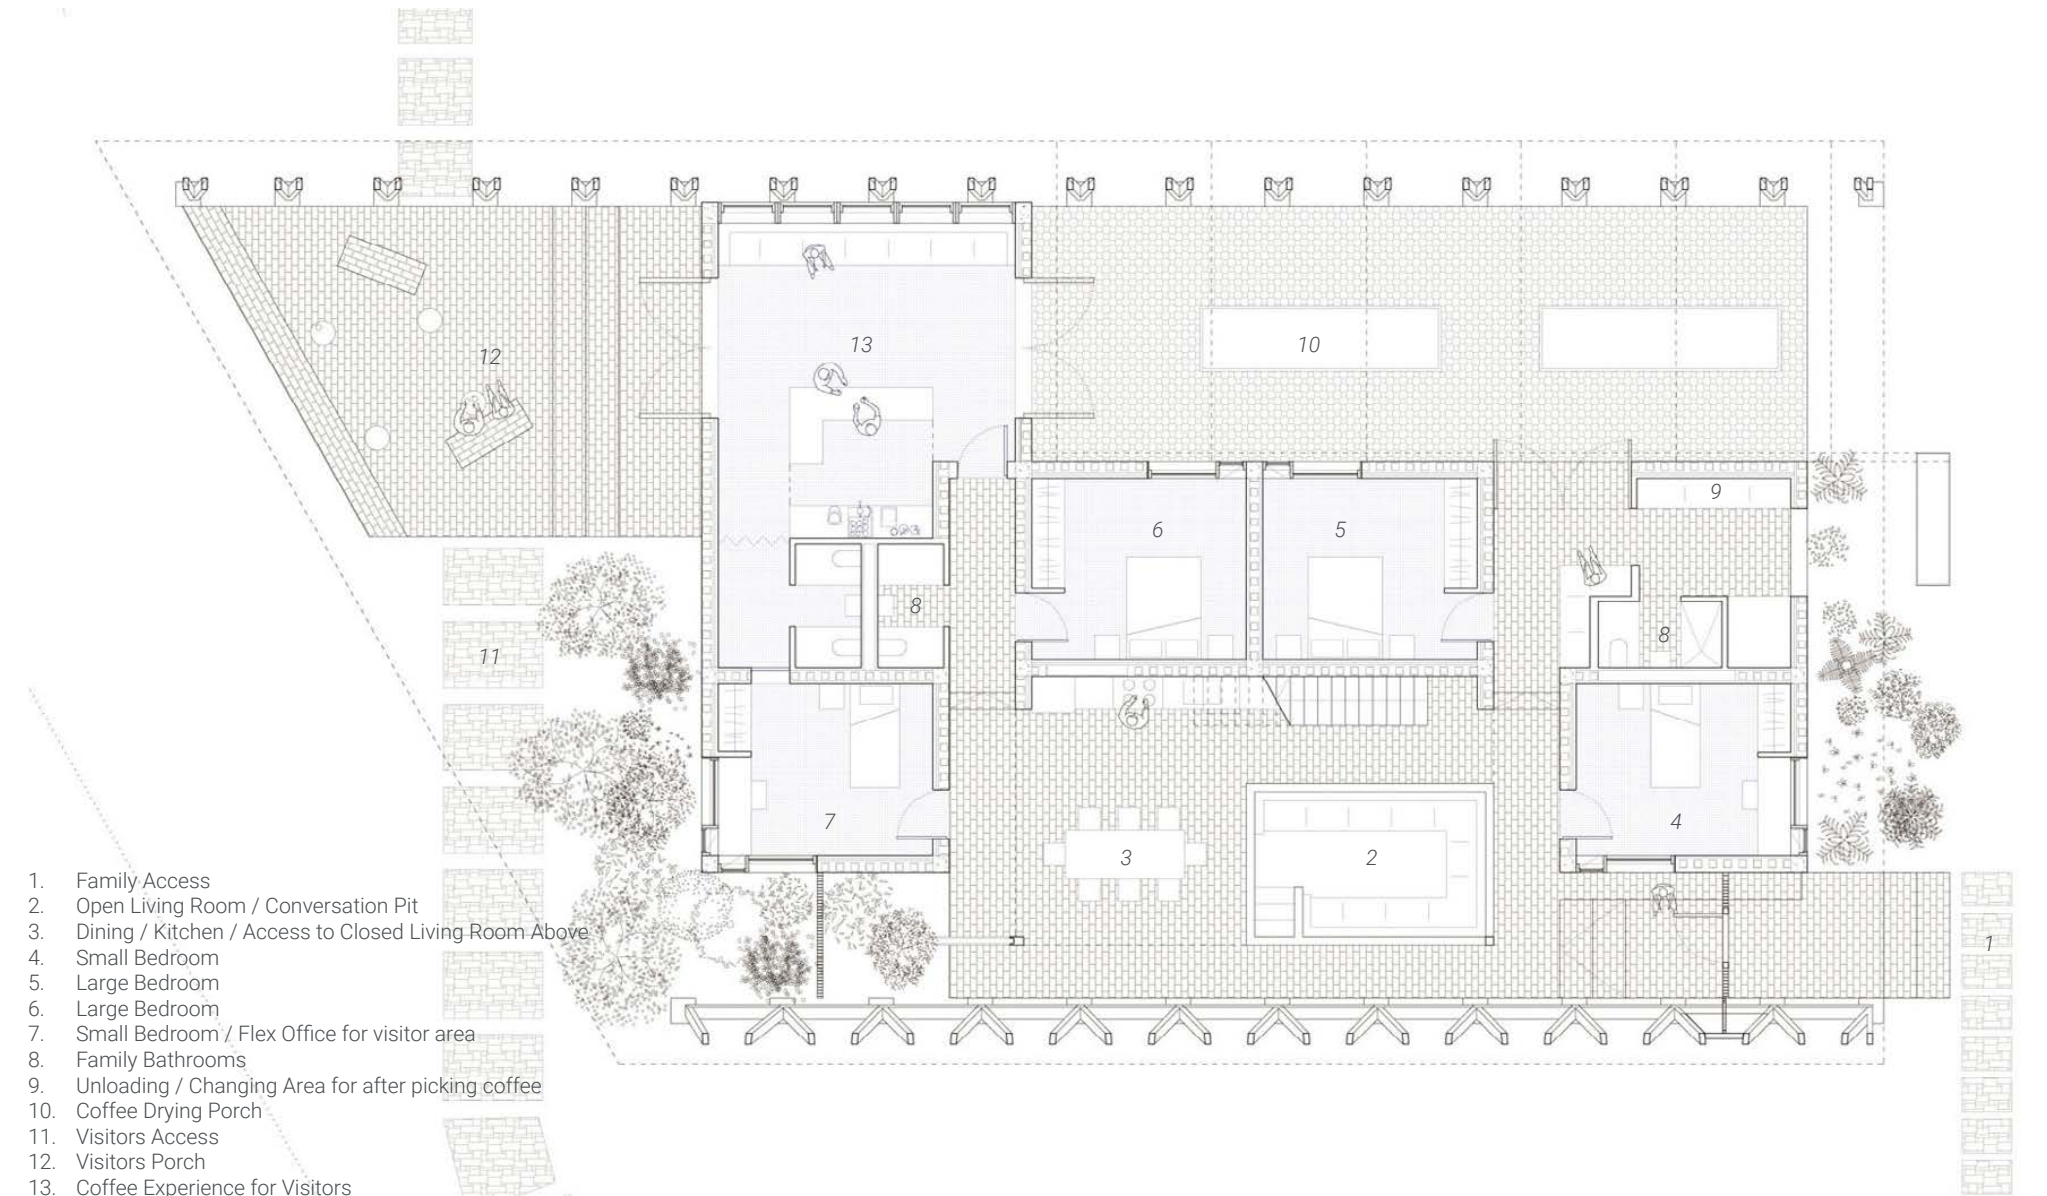 12
13
10
9
6
5
8
8
11
7
4
3
2
1
1. Family Access
2. Open Living Room / Conversation Pit
3. Dining / Kitchen / Access to Closed Living Room Above
4. Small Bedroom
5. Large Bedroom
6. Large Bedroom
7. Small Bedroom / Flex Office for visitor area
8. Family Bathrooms
9. Unloading / Changing Area for after picking coffee
10. Coffee Drying Porch
11. Visitors Access
12. Visitors Porch
13. Coffee Experience for Visitors